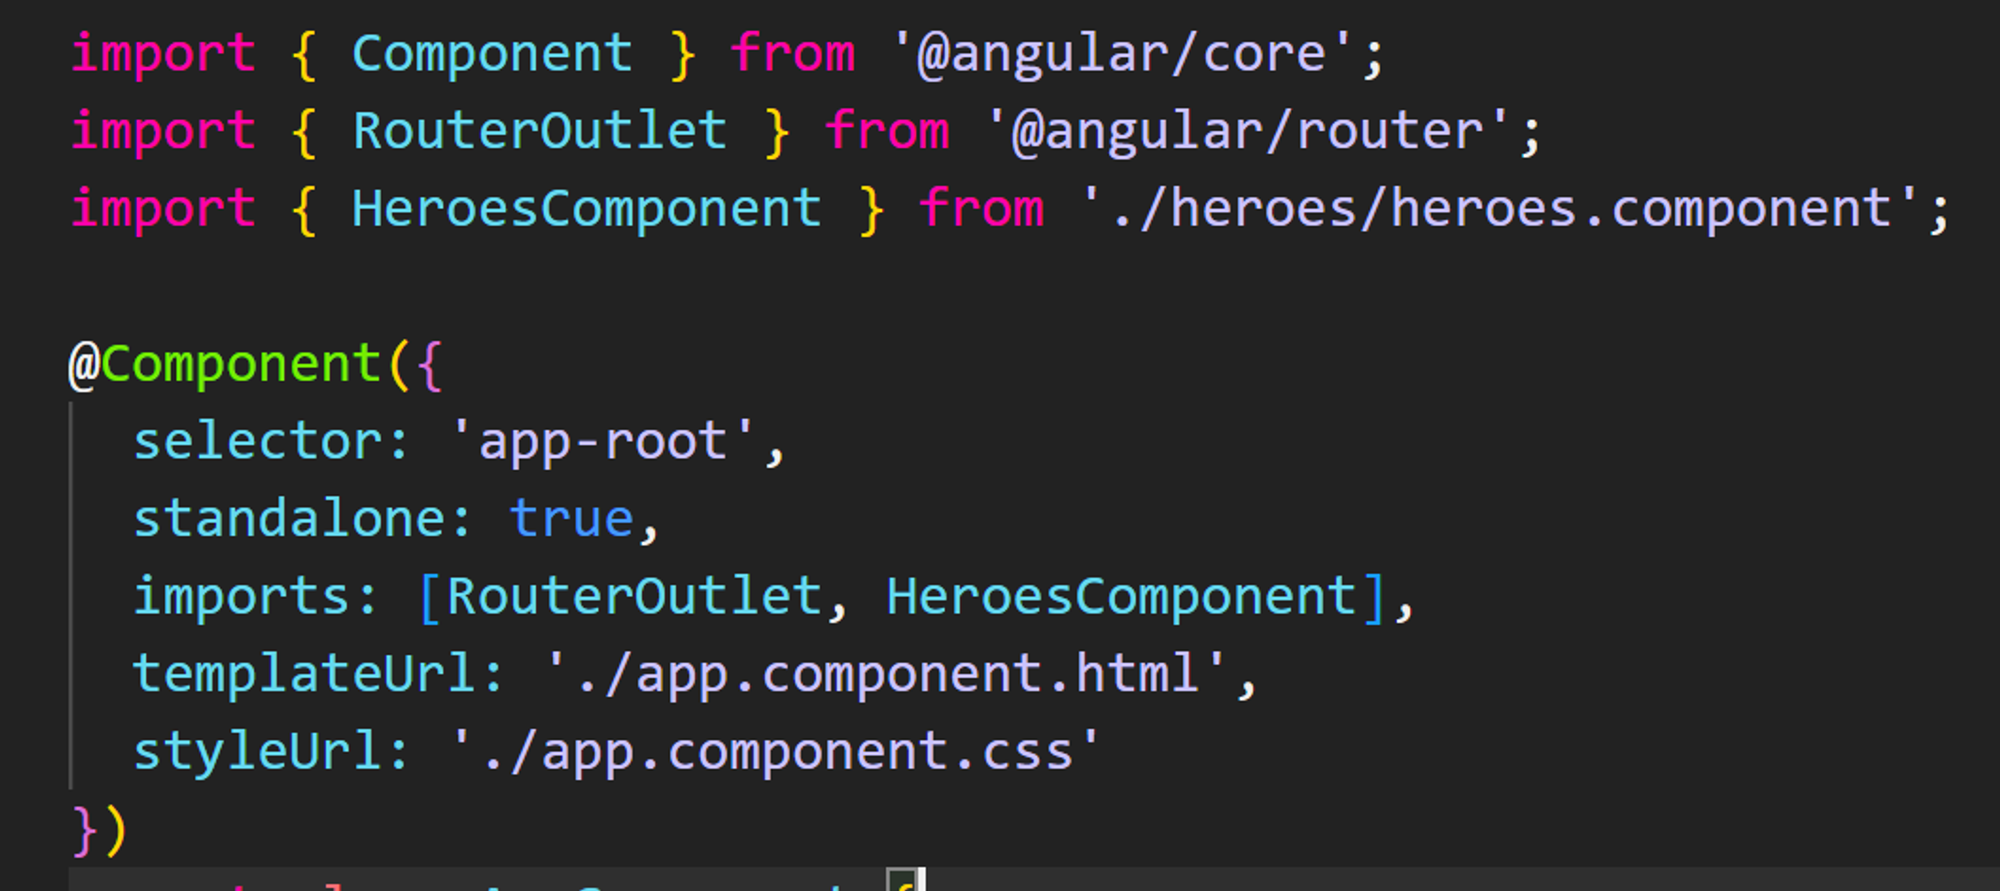 import { Component } from '@angular/core';
import { RouterOutlet } from '@angular/router';
import { HeroesComponent } from './heroes/heroes.component';
@Component({
selector: 'app-root',
standalone: true,
imports: [RouterOutlet, HeroesComponent],
templateUrl: './app.component.html',
styleUrl: './app.component.css'
})